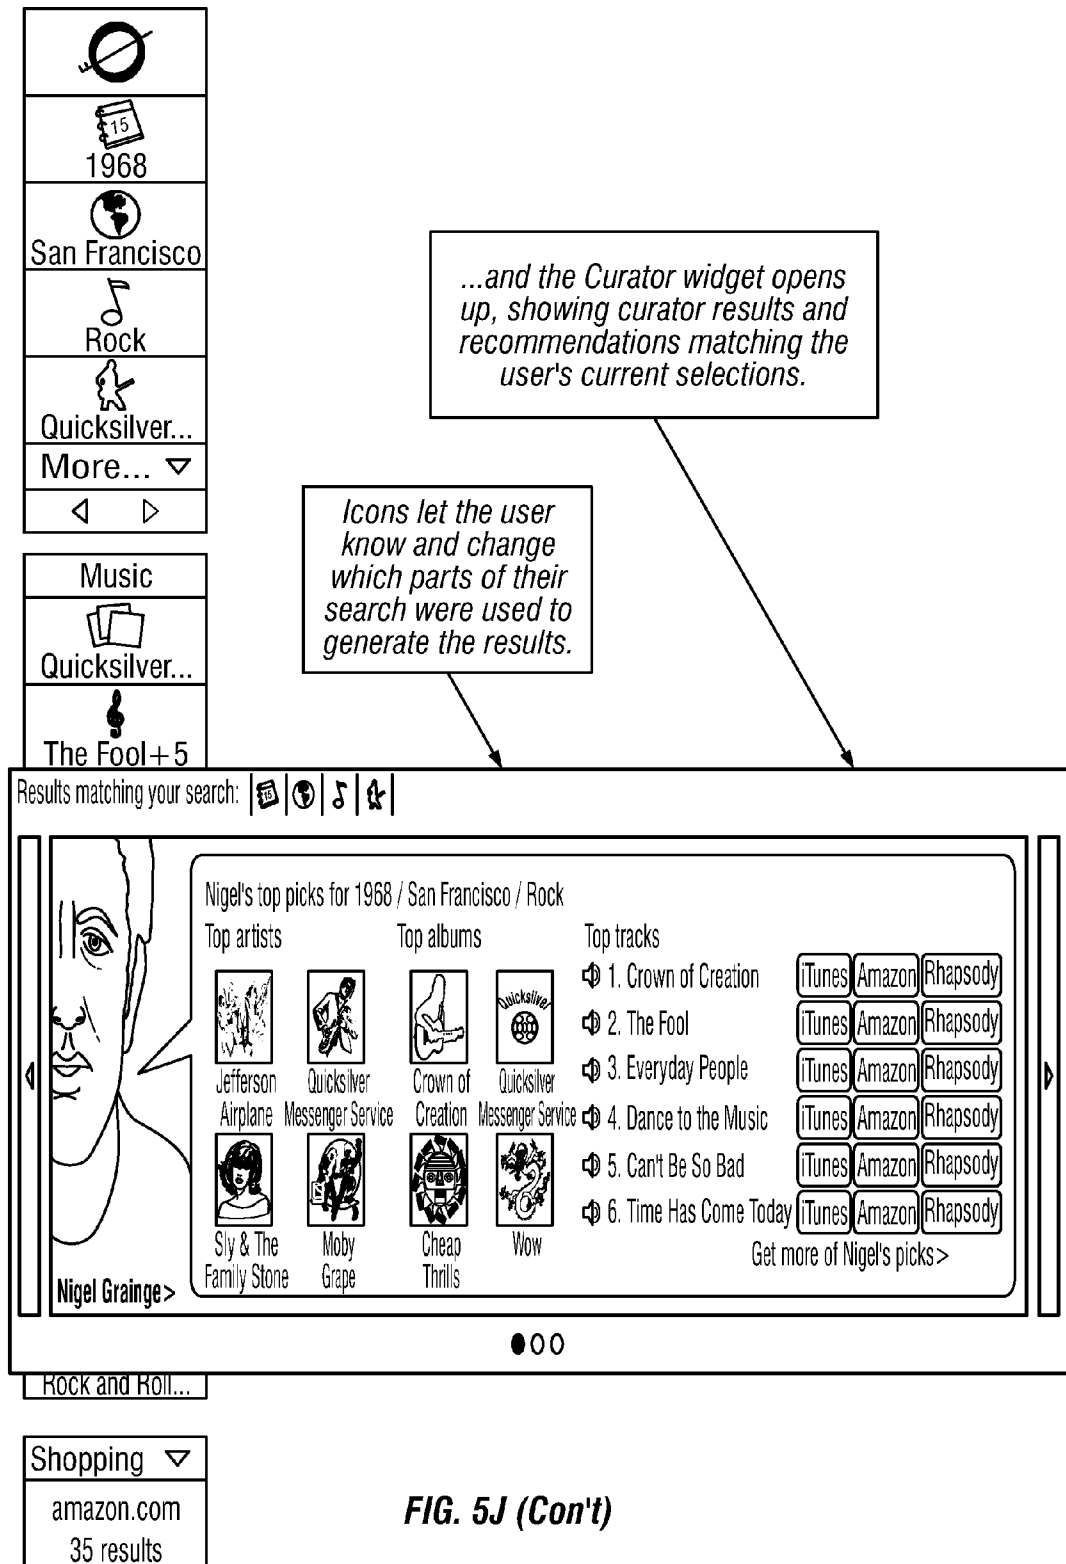 15
1968
San Francisco
Rock
Quicksilver...
More...
Music
Quicksilver...
The Fool+5
...and the Curator widget opens
up, showing curator results and
recommendations matching the
user's current selections.
Icons let the user
know and change
which parts of their
search were used to
generate the results.
Results matching your search:
15
Nigel's top picks for 1968 / San Francisco / Rock
Top artists
Jefferson
Airplane
Quicksilver
Messenger Service
Sly & The
Family Stone
Moby
Grape
Top albums
Crown of
Creation
Quicksilver
Quicksilver
Messenger Service
Cheap
Thrills
Wow
Top tracks
1. Crown of Creation iTunes Amazon Rhapsody
2. The Fool iTunes Amazon Rhapsody
3. Everyday People iTunes Amazon Rhapsody
4. Dance to the Music iTunes Amazon Rhapsody
5. Can't Be So Bad iTunes Amazon Rhapsody
6. Time Has Come Today iTunes Amazon Rhapsody
Get more of Nigel's picks>
Nigel Grainge>
Rock and Roll...
Shopping
amazon.com
35 results
FIG. 5J (Con't)